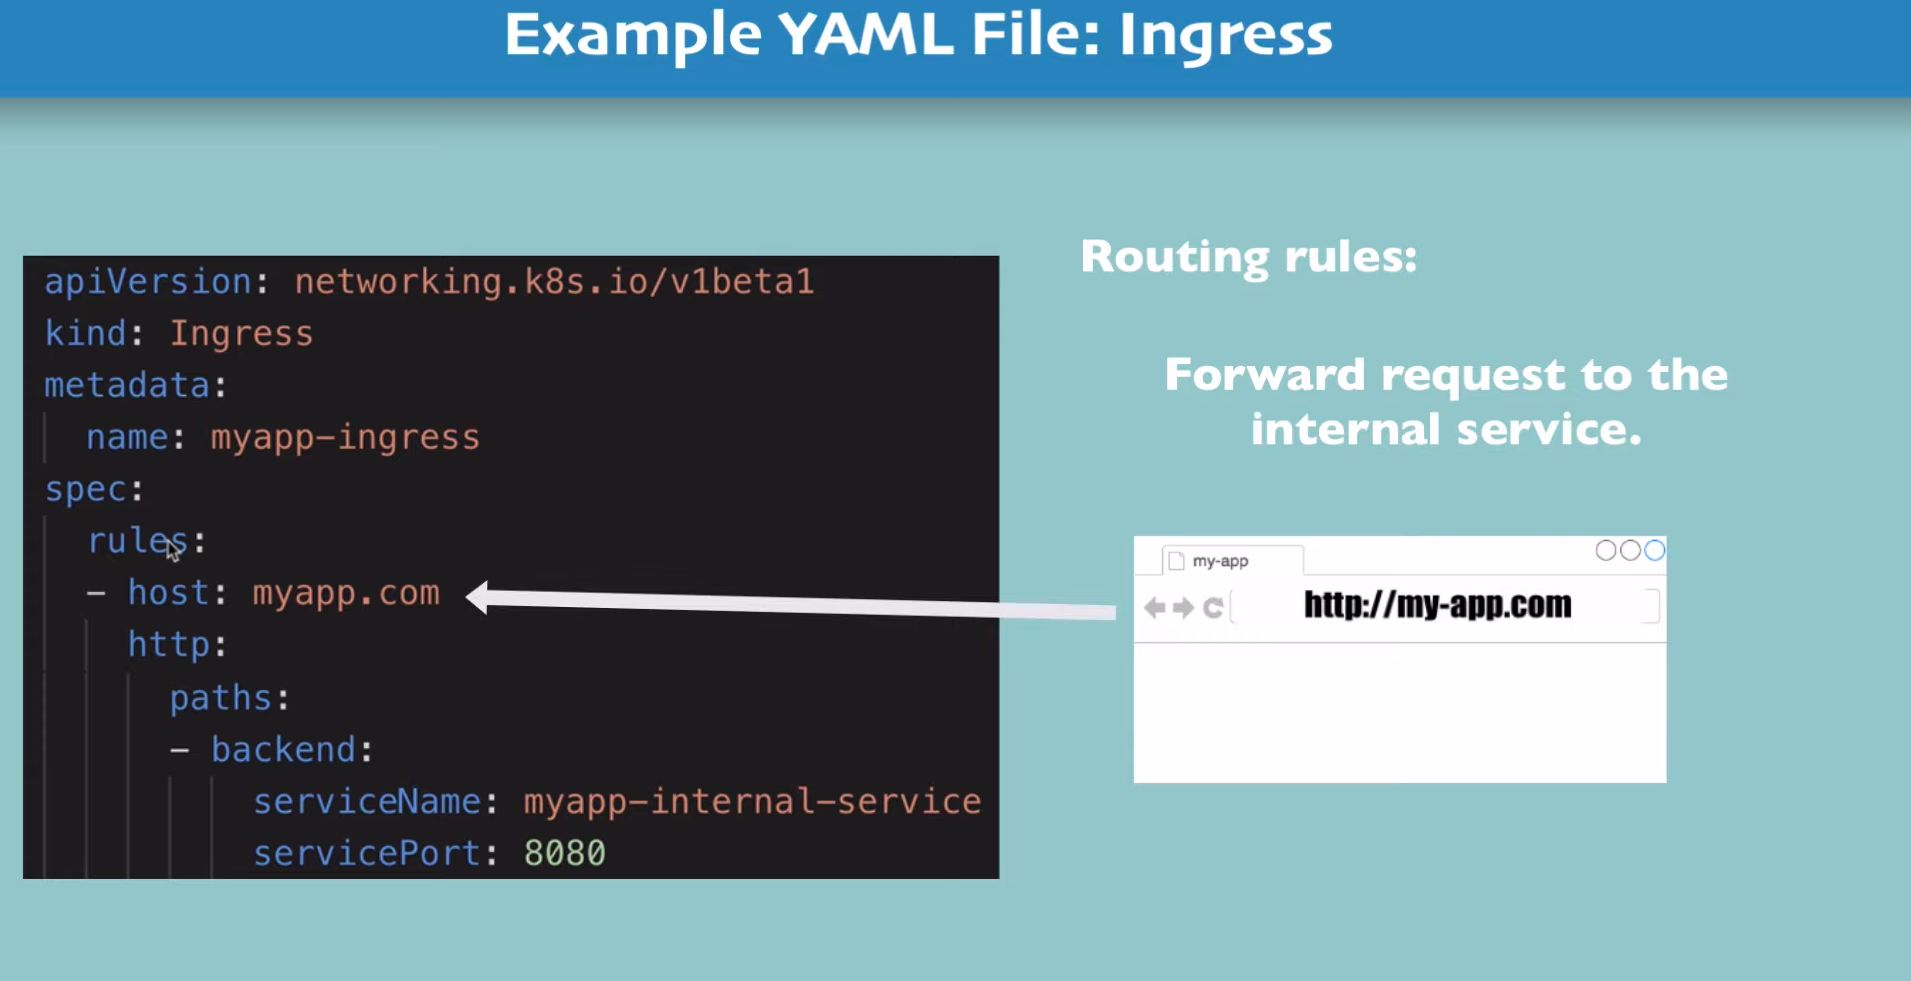 Example YAML File: Ingress
apiVersion: networking.k8s.io/v1beta1
kind: Ingress
metadata:
name: myapp-ingress
spec:
rules:
- host: myapp.com
http:
paths:
- backend:
serviceName: myapp-internal-service
servicePort: 8080
Routing rules:
Forward request to the
internal service.
my-app
http://my-app.com